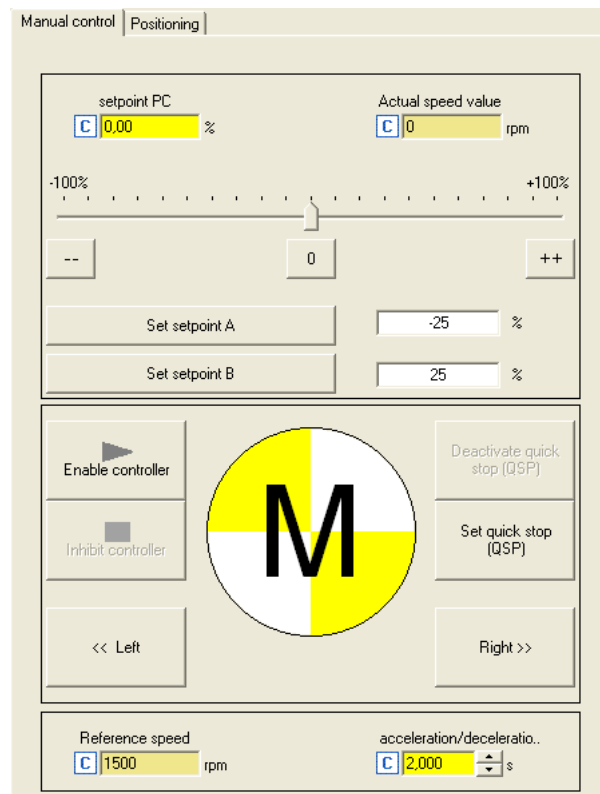 Manual control Positioning
setpoint PC Actual speed value
C 0,00 % C 0 rpm
-100% +100%
-- 0 ++
Set setpoint A -25 %
Set setpoint B 25 %
Enable controller
Deactivate quick
stop (QSP)
M
Inhibit controller
Set quick stop
(QSP)
<< Left Right >>
Reference speed acceleration/deceleratio..
C 1500 rpm C 2,000 s